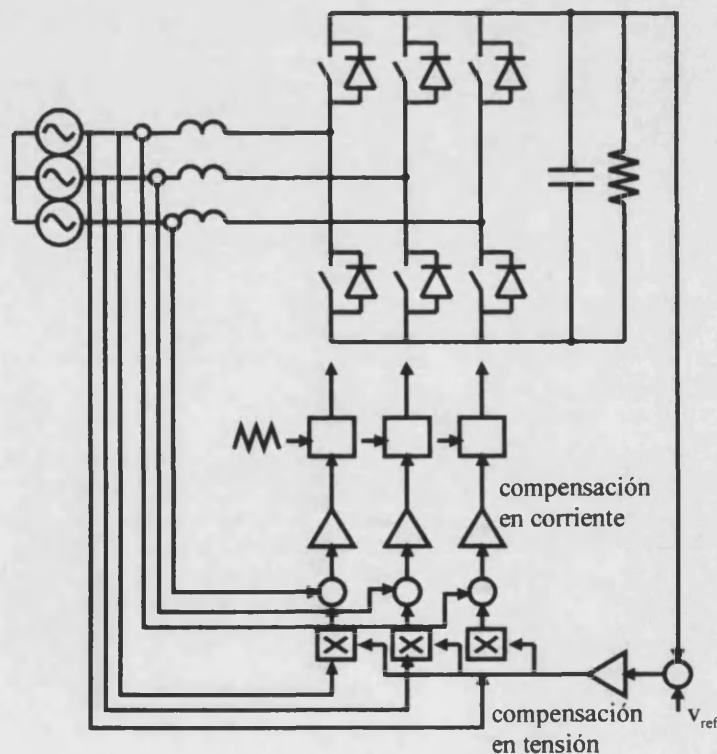 compensación
en corriente
V_ref
compensación
en tensión